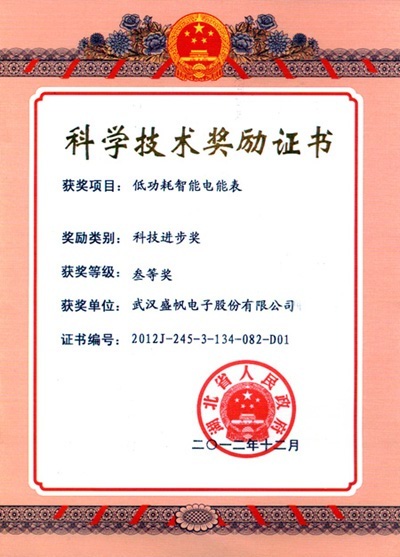 科学技术奖励证书
获奖项目：低功耗智能电能表
奖励类别：科技进步奖
获奖等级：叁等奖
获奖单位：武汉盛帆电子股份有限公司
证书编号：2012J-245-3-134-082-D01
湖北省人民政府
二〇一二年十二月